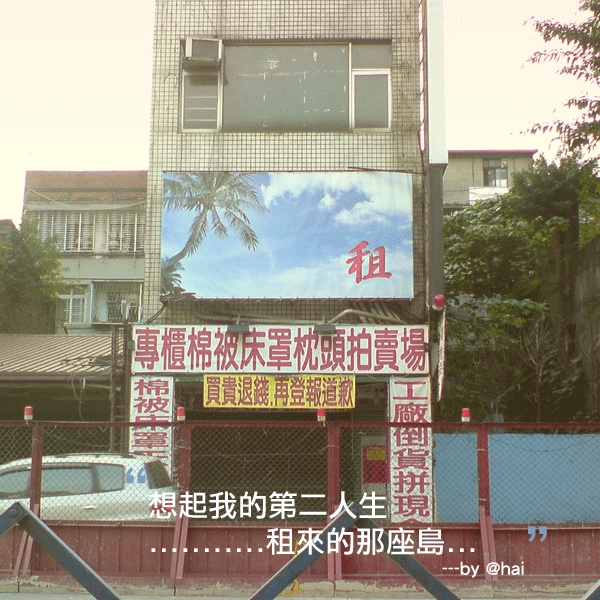 租
專櫃棉被床罩枕頭拍賣場
買貴退錢.再登報道歉
棉被床罩
工廠倒貨拼現
“
想起我的第二人生
...........租來的那座島...
”
---by @hai